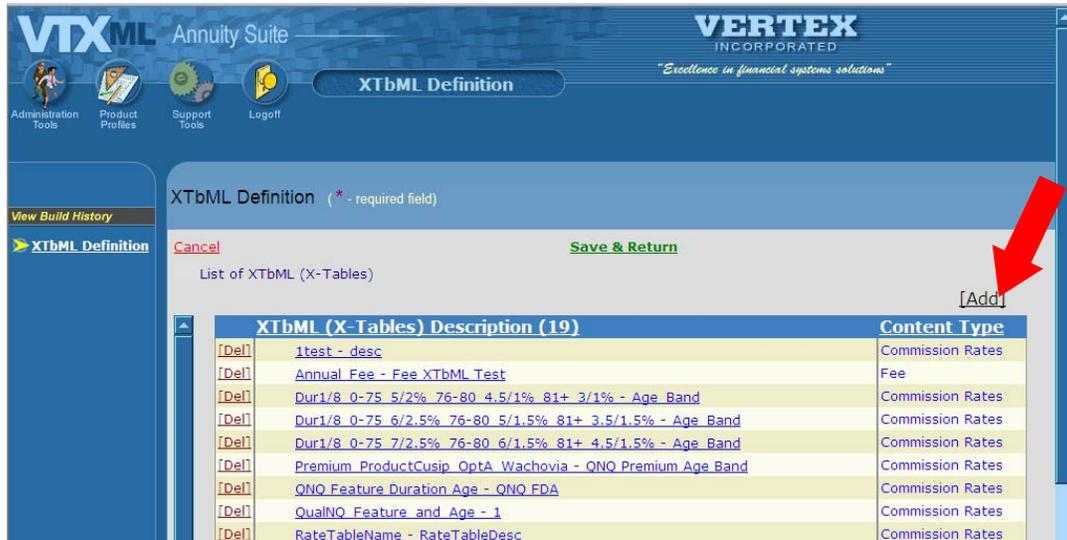 VTXML Annuity Suite
VERTEX
INCORPORATED
"Excellence in financial systems solutions"
XTbML Definition
Administration Tools
Product Profiles
Support Tools
Logoff
XTbML Definition ( * - required field)
View Build History
XTbML Definition
Cancel Save & Return
List of XTbML (X-Tables)
[Add]
XTbML (X-Tables) Description (19) Content Type
[Del] 1test - desc Commission Rates
[Del] Annual Fee - Fee XTbML Test Fee
[Del] Dur1/8 0-75 5/2% 76-80 4.5/1% 81+ 3/1% - Age Band Commission Rates
[Del] Dur1/8 0-75 6/2.5% 76-80 5/1.5% 81+ 3.5/1.5% - Age Band Commission Rates
[Del] Dur1/8 0-75 7/2.5% 76-80 6/1.5% 81+ 4.5/1.5% - Age Band Commission Rates
[Del] Premium ProductCusip OptA Wachovia - QNQ Premium Age Band Commission Rates
[Del] QNQ Feature Duration Age - QNQ FDA Commission Rates
[Del] QualNQ Feature and Age - 1 Commission Rates
[Del] RateTableName - RateTableDesc Commission Rates